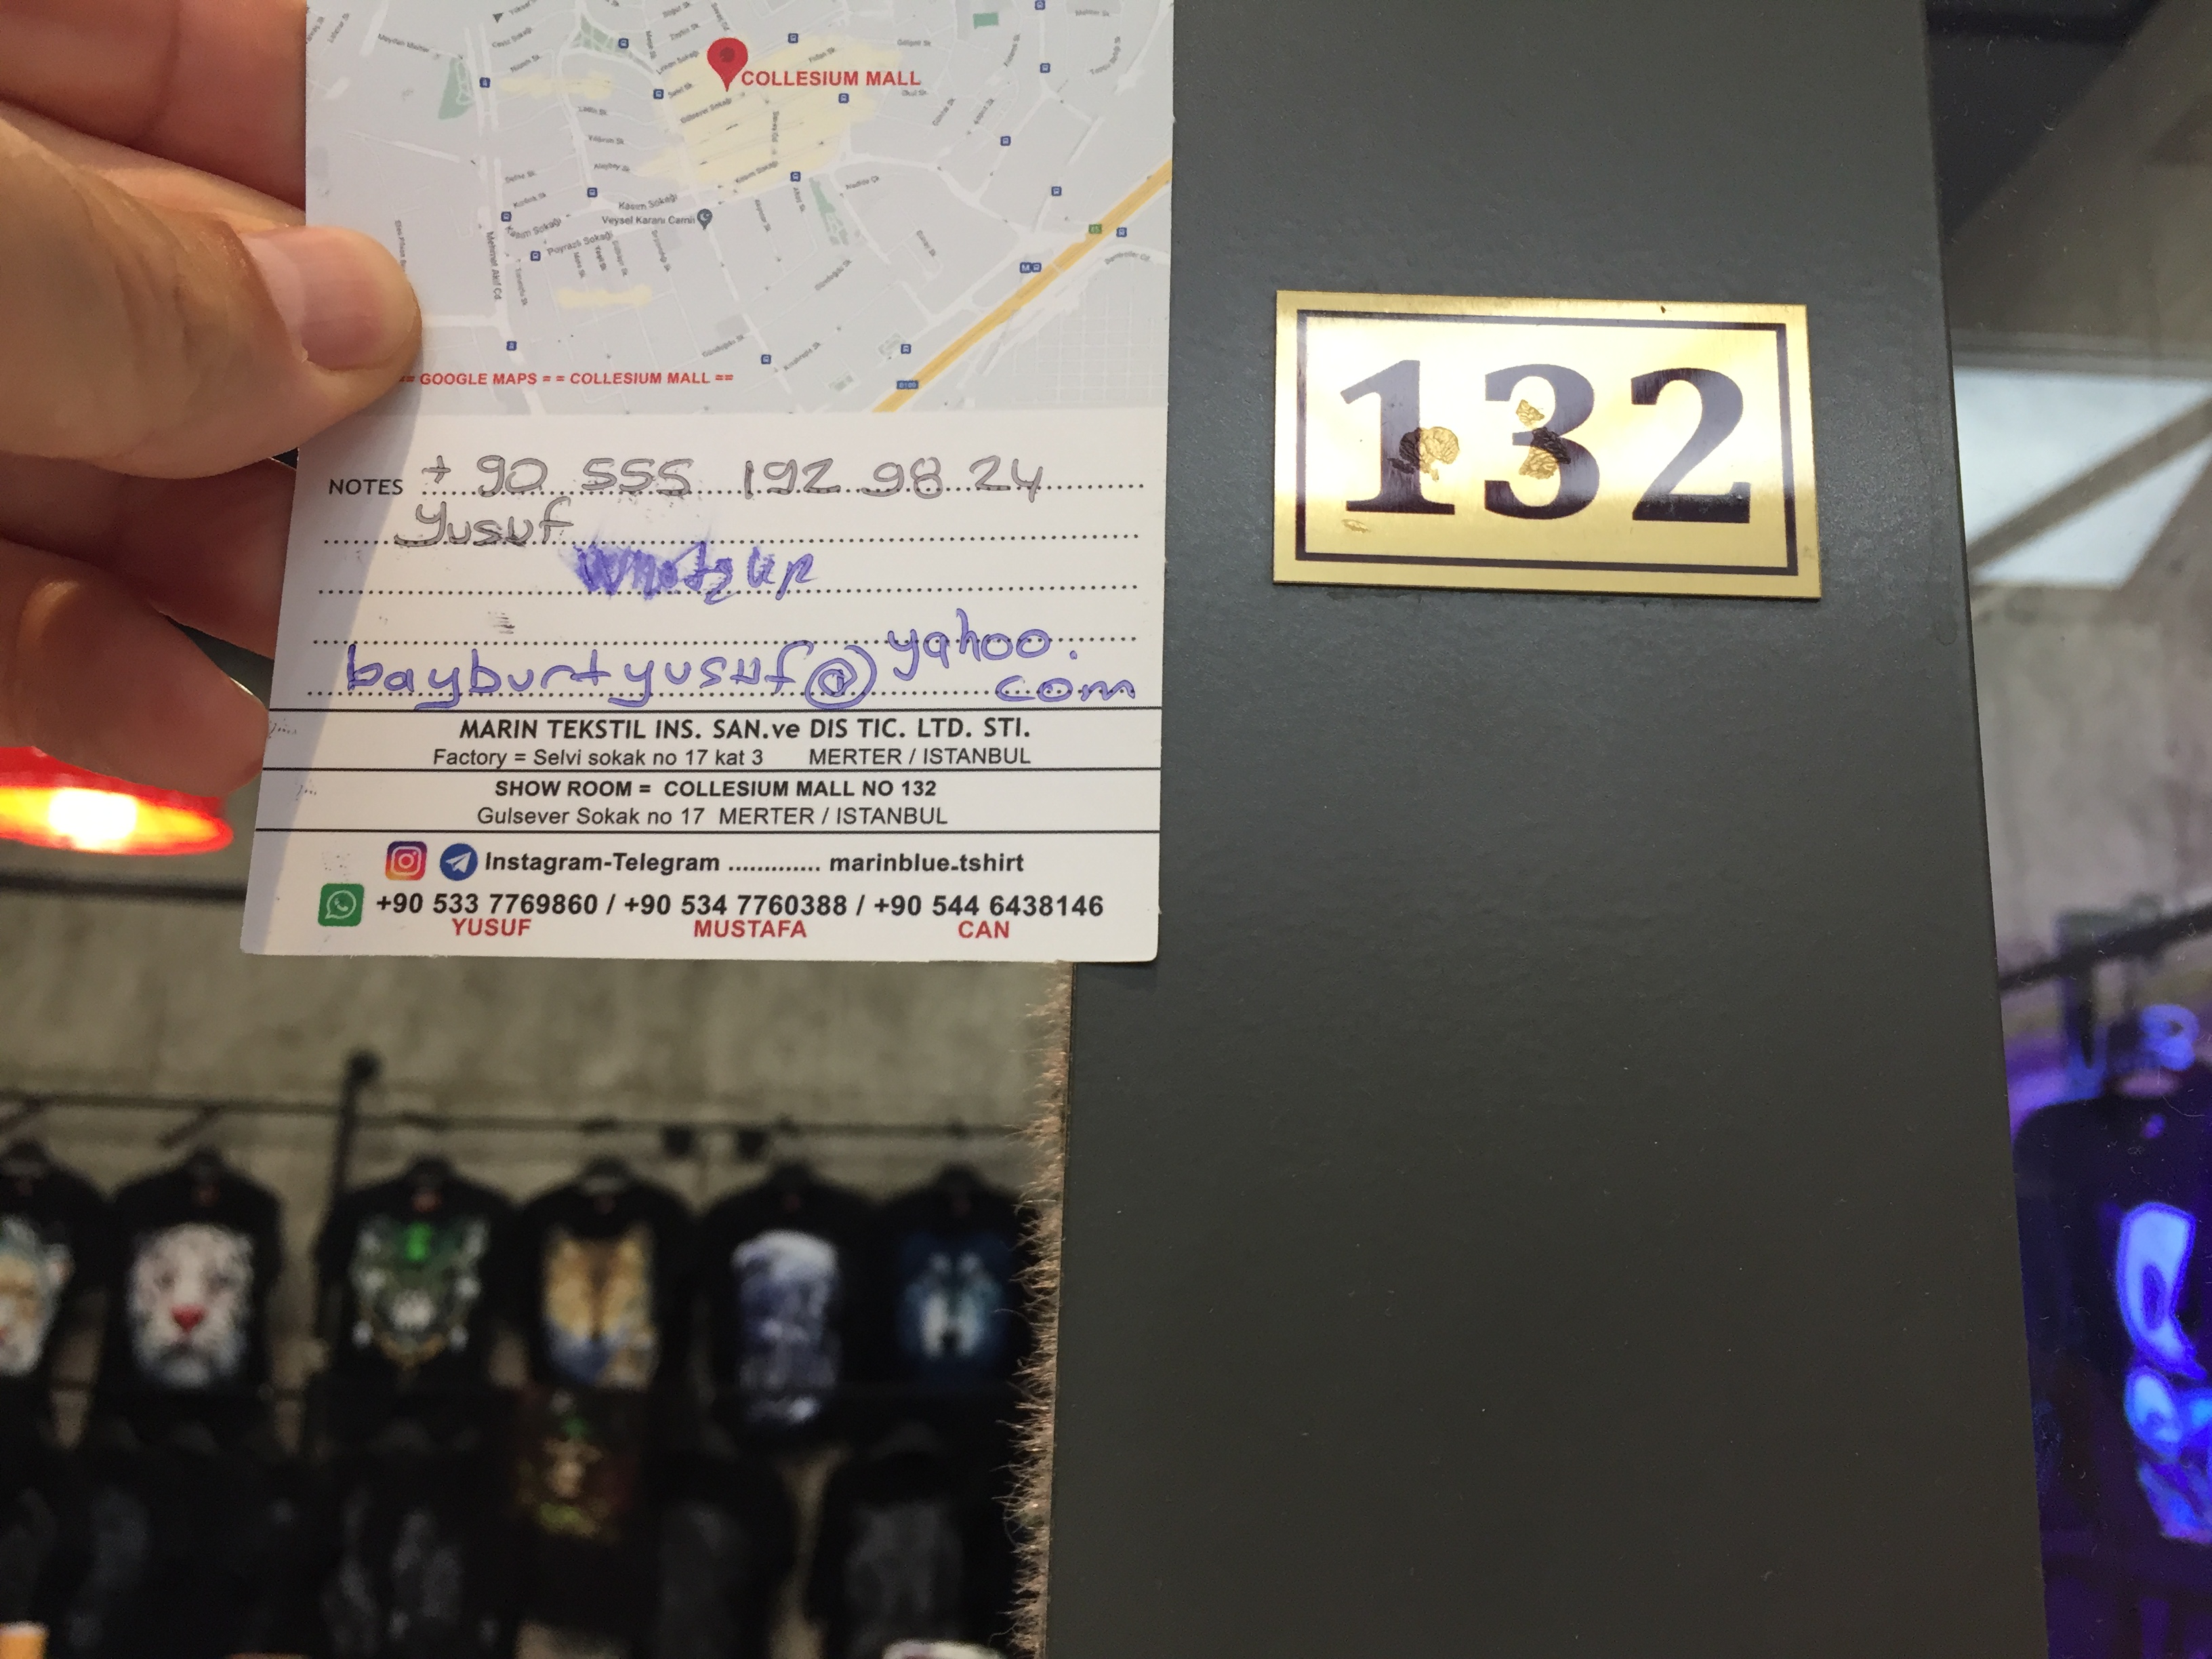 COLLESIUM MALL
Kasım Sokağı
Veysel Karani Camii
Poyrazlı Sokağı
Mehmet Akif Cd.
== GOOGLE MAPS = = COLLESIUM MALL ==
NOTES + 90 555 192 98 24
Yusuf
Whatzup
bayburtyusuf@yahoo.
com
MARIN TEKSTIL INS. SAN.ve DIS TIC. LTD. STI.
Factory = Selvi sokak no 17 kat 3 MERTER / ISTANBUL
SHOW ROOM = COLLESIUM MALL NO 132
Gulsever Sokak no 17 MERTER / ISTANBUL
Instagram-Telegram ............. marinblue.tshirt
+90 533 7769860 / +90 534 7760388 / +90 544 6438146
YUSUF MUSTAFA CAN
132